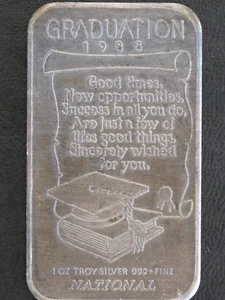 GRADUATION
1988
Good times.
New opportunities.
Success in all you do,
Are just a few of
lifes good things.
Sincerely wished
for you.
1 OZ TROY SILVER 999+ FINE
NATIONAL